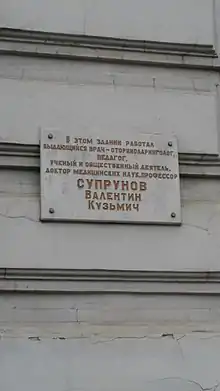 В ЭТОМ ЗДАНИИ РАБОТАЛ
ВЫДАЮЩИЙСЯ ВРАЧ-ОТОРИНОЛАРИНГОЛОГ,
ПЕДАГОГ,
УЧЕНЫЙ И ОБЩЕСТВЕННЫЙ ДЕЯТЕЛЬ,
ДОКТОР МЕДИЦИНСКИХ НАУК, ПРОФЕССОР
СУПРУНОВ
ВАЛЕНТИН
КУЗЬМИЧ